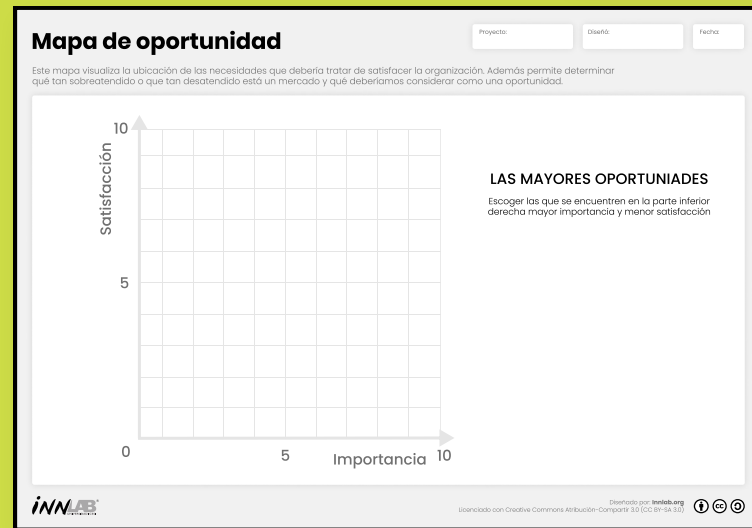 Mapa de oportunidad
Proyecto:
Diseñó:
Fecha:
Este mapa visualiza la ubicación de las necesidades que debería tratar de satisfacer la organización. Además permite determinar
qué tan sobreatendido o que tan desatendido está un mercado y qué deberíamos considerar como una oportunidad.
10
Satisfacción
5
0
5
Importancia
10
LAS MAYORES OPORTUNIADES
Escoger las que se encuentren en la parte inferior
derecha mayor importancia y menor satisfacción
iNNLAB
Diseñado por: innlab.org
Licenciado con Creative Commons Atribución-Compartir 3.0 (CC BY-SA 3.0)
cc